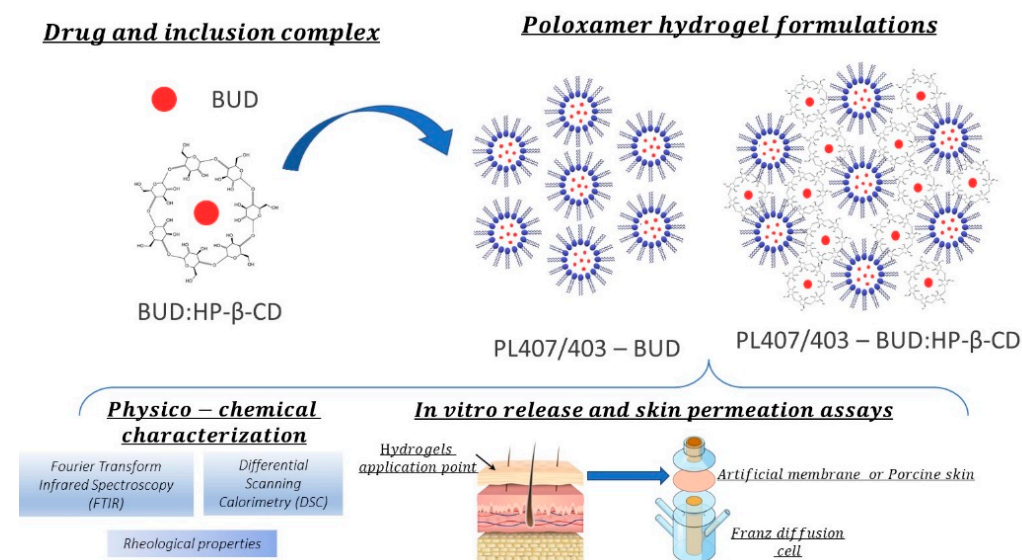 Drug and inclusion complex
BUD
BUD:HP-β-CD
Poloxamer hydrogel formulations
PL407/403 – BUD
PL407/403 – BUD:HP-β-CD
Physico – chemical
characterization
Fourier Transform
Infrared Spectroscopy
(FTIR)
Differential
Scanning
Calorimetry (DSC)
Rheological properties
In vitro release and skin permeation assays
Hydrogels
application point
Artificial membrane or Porcine skin
Franz diffusion
cell